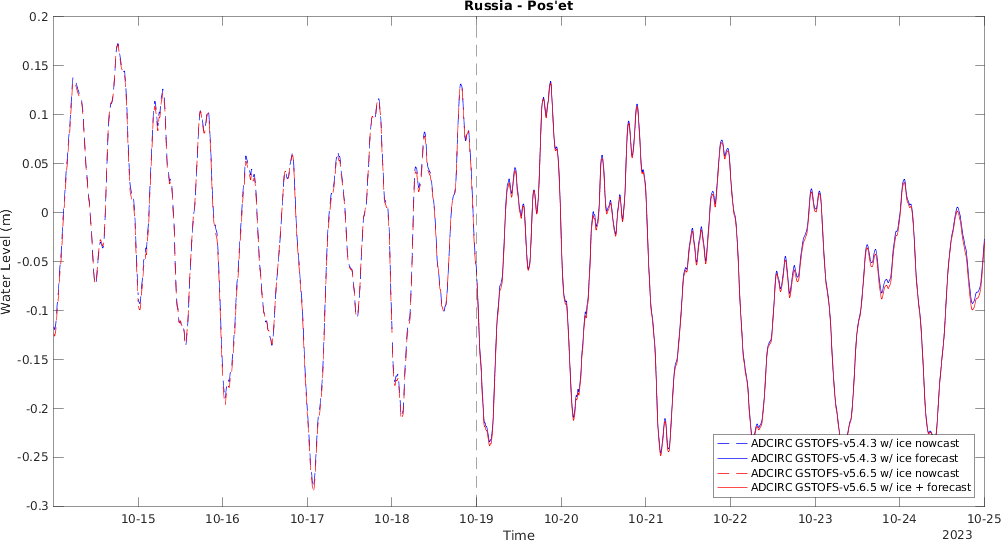 Russia - Pos'et
Water Level (m)
0.2
0.15
0.1
0.05
0
-0.05
-0.1
-0.15
-0.2
-0.25
-0.3
ADCIRC GSTOFS-v5.4.3 w/ ice nowcast
ADCIRC GSTOFS-v5.4.3 w/ ice forecast
ADCIRC GSTOFS-v5.6.5 w/ ice nowcast
ADCIRC GSTOFS-v5.6.5 w/ ice + forecast
10-15 10-16 10-17 10-18 10-19 10-20 10-21 10-22 10-23 10-24 10-25
Time
2023